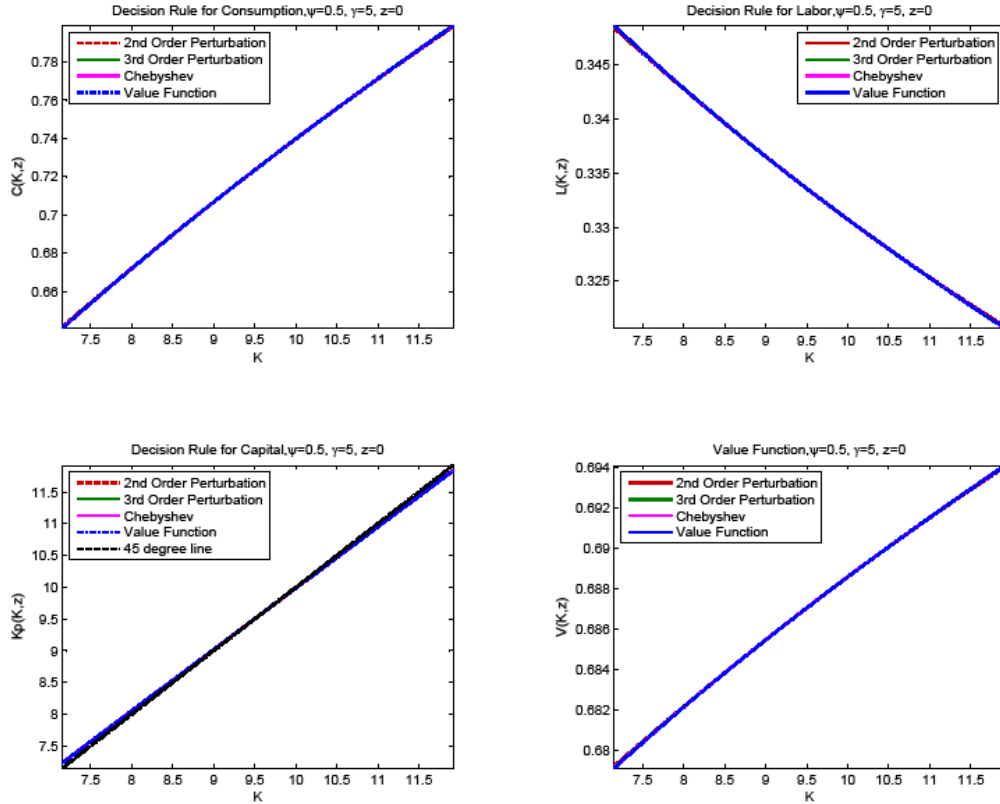 Decision Rule for Consumption,ψ=0.5, γ=5, z=0
0.78
0.76
0.74
0.72
0.7
0.68
0.66
C(K,z)
2nd Order Perturbation
3rd Order Perturbation
Chebyshev
Value Function
7.5 8 8.5 9 9.5 10 10.5 11 11.5
K
Decision Rule for Labor,ψ=0.5, γ=5, z=0
0.345
0.34
0.335
0.33
0.325
L(K,z)
2nd Order Perturbation
3rd Order Perturbation
Chebyshev
Value Function
7.5 8 8.5 9 9.5 10 10.5 11 11.5
K
Decision Rule for Capital,ψ=0.5, γ=5, z=0
11.5
11
10.5
10
9.5
9
8.5
8
7.5
Kp(K,z)
2nd Order Perturbation
3rd Order Perturbation
Chebyshev
Value Function
45 degree line
7.5 8 8.5 9 9.5 10 10.5 11 11.5
K
Value Function,ψ=0.5, γ=5, z=0
0.694
0.692
0.69
0.688
0.686
0.684
0.682
0.68
V(K,z)
2nd Order Perturbation
3rd Order Perturbation
Chebyshev
Value Function
7.5 8 8.5 9 9.5 10 10.5 11 11.5
K